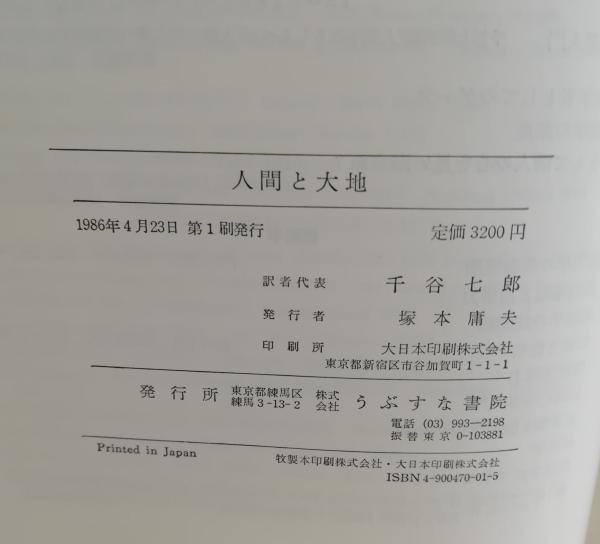 人間と大地
1986年4月23日 第1刷発行 定価3200円
訳者代表 千谷七郎
発行者 塚本庸夫
印刷所 大日本印刷株式会社
東京都新宿区市谷加賀町1-1-1
発行所 東京都練馬区練馬3-13-2 株式会社 うぶすな書院
電話 (03) 993―2198
振替東京 0-103881
Printed in Japan 牧製本印刷株式会社・大日本印刷株式会社
ISBN4-900470-01-5